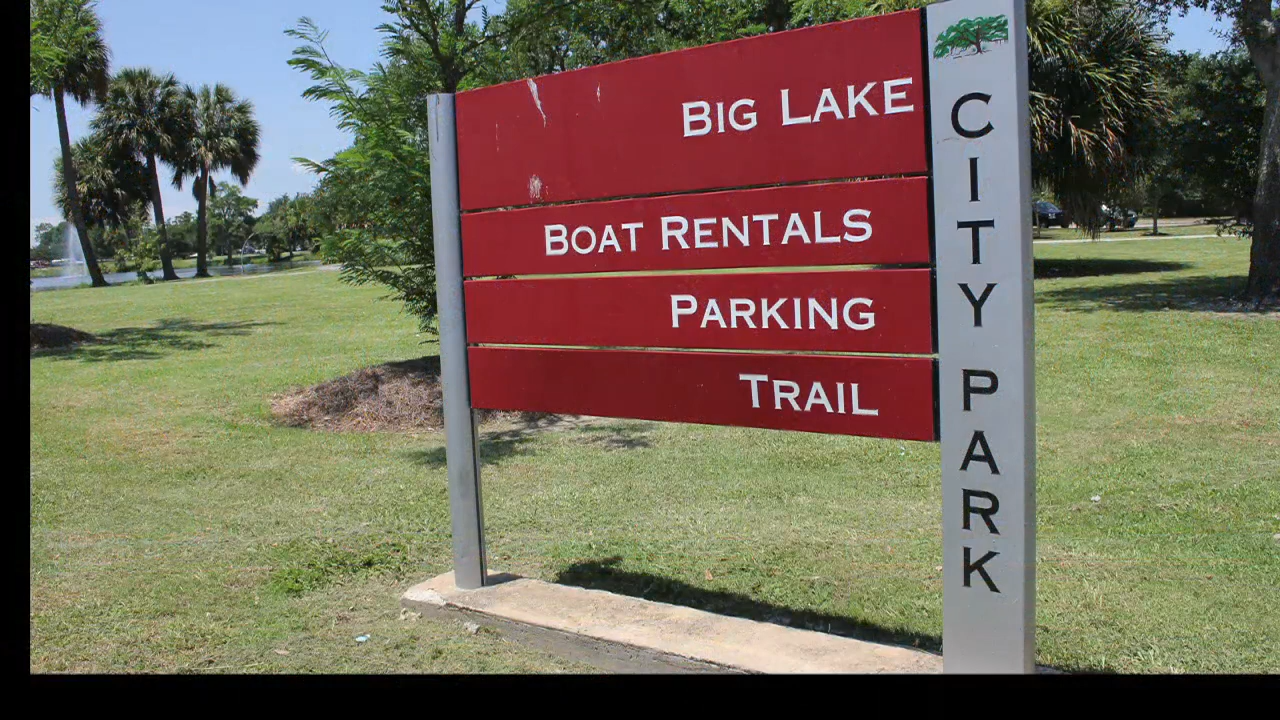 Big Lake
Boat Rentals
Parking
Trail
City Park